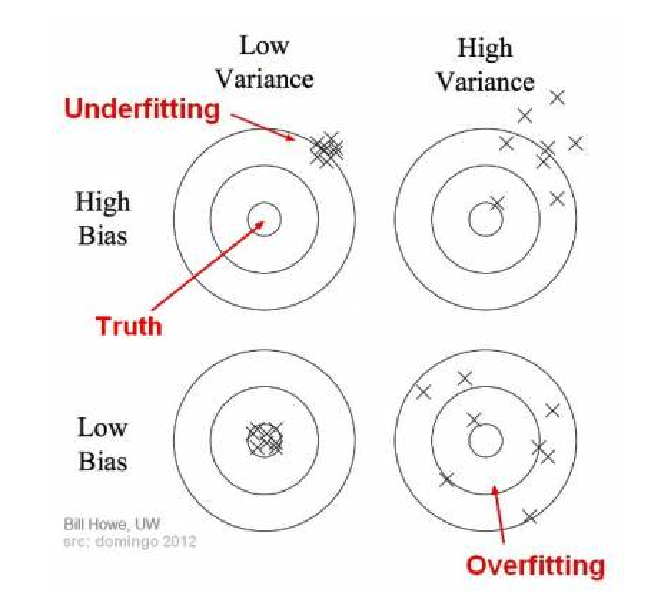 Low
Variance
High
Variance
Underfitting
High
Bias
Truth
Low
Bias
Bill Howe, UW
src: domingo 2012
Overfitting